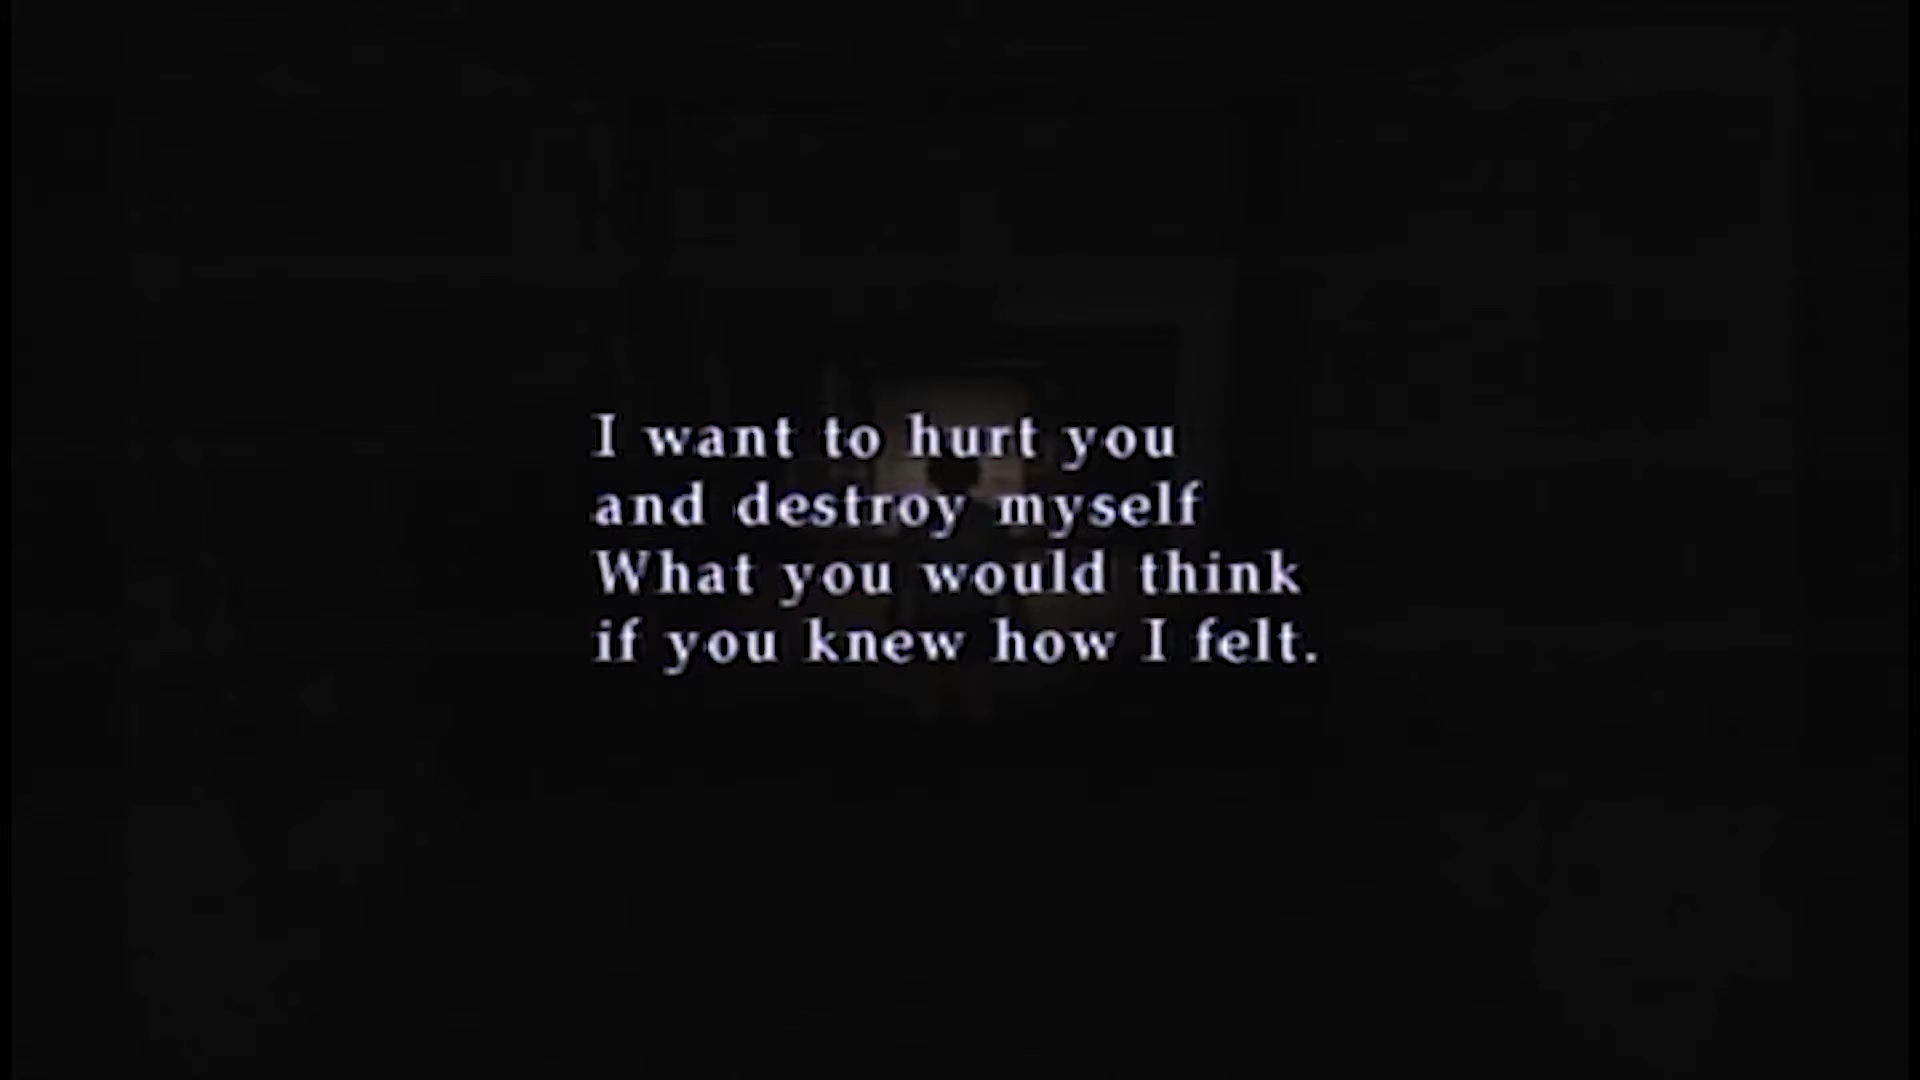 I want to hurt you
and destroy myself
What you would think
if you knew how I felt.